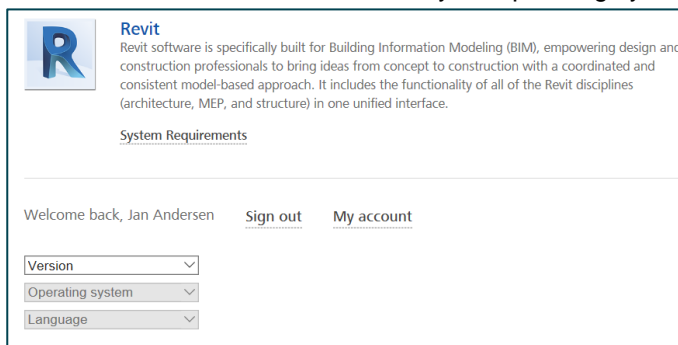 Revit
Revit software is specifically built for Building Information Modeling (BIM), empowering design and
construction professionals to bring ideas from concept to construction with a coordinated and
consistent model-based approach. It includes the functionality of all of the Revit disciplines
(architecture, MEP, and structure) in one unified interface.
System Requirements
Welcome back, Jan Andersen Sign out My account
Version
Operating system
Language